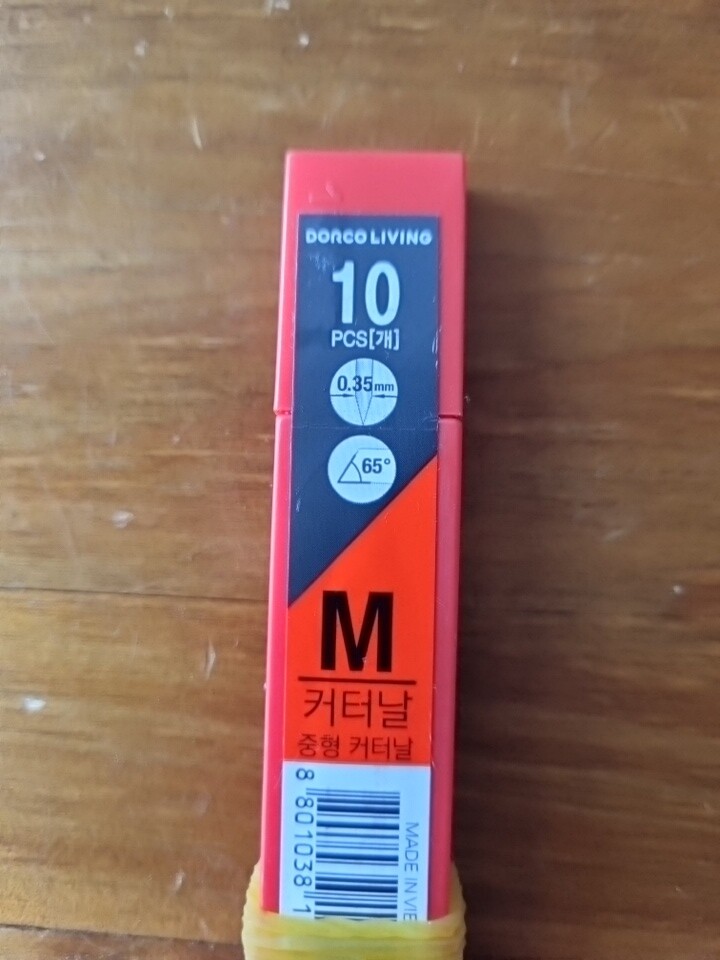 DORCO LIVING
10
PCS[개]
0.35mm
65°
M
커터날
중형 커터날
8 801038 1
MADE IN VIE